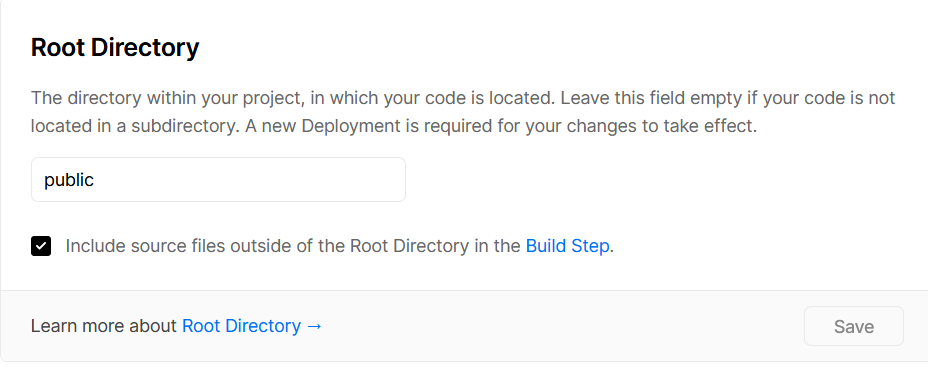 Root Directory
The directory within your project, in which your code is located. Leave this field empty if your code is not
located in a subdirectory. A new Deployment is required for your changes to take effect.
public
Include source files outside of the Root Directory in the Build Step.
Learn more about Root Directory →
Save